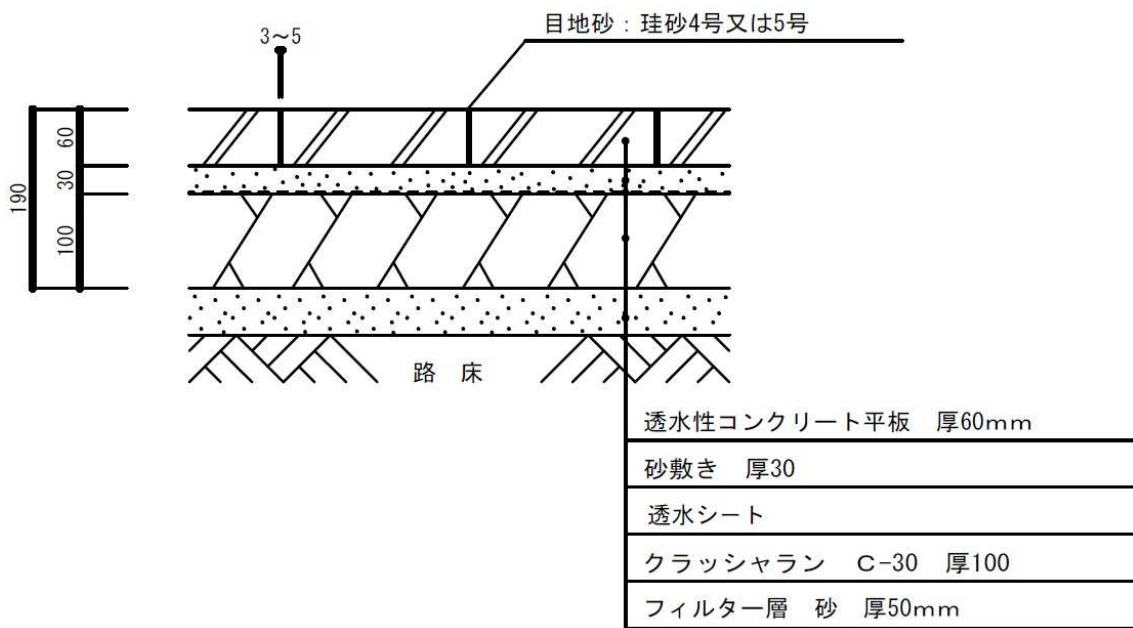 目地砂：珪砂4号又は5号
3～5
60
30
100
190
路　床
透水性コンクリート平板　厚60mm
砂敷き　厚30
透水シート
クラッシャラン　C-30　厚100
フィルター層　砂　厚50mm